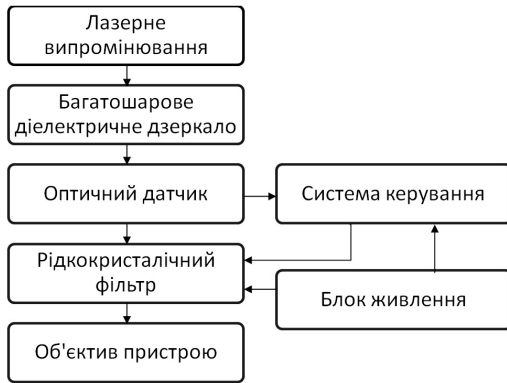 Лазерне
випромінювання
Багатошарове
діелектричне дзеркало
Оптичний датчик
Система керування
Рідкокристалічний
фільтр
Блок живлення
Об'єктив пристрою